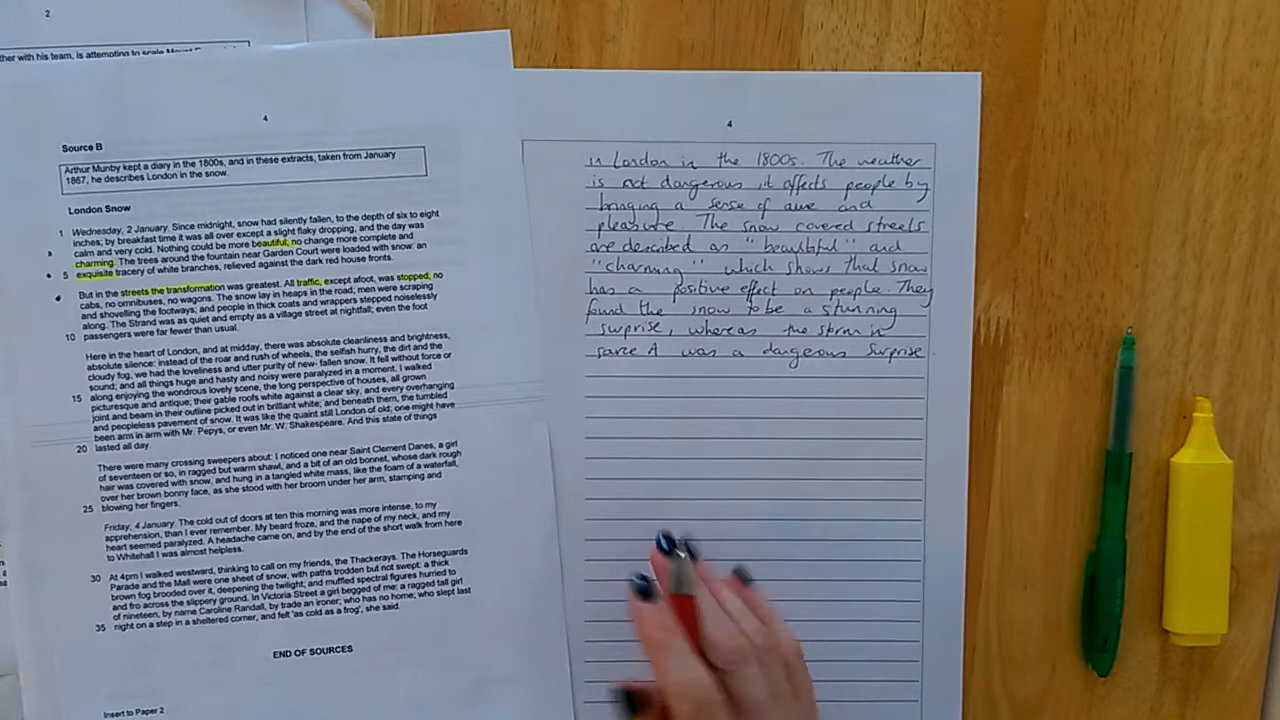 2
ther with his team, is attempting to scale Mount
4
Source B
Arthur Munby kept a diary in the 1800s, and in these extracts, taken from January
1867, he describes London in the snow.
London Snow
1 Wednesday, 2 January. Since midnight, snow had silently fallen, to the depth of six to eight
inches; by breakfast time it was all over except a slight flaky dropping, and the day was
calm and very cold. Nothing could be more beautiful; no change more complete and
charming. The trees around the fountain near Garden Court were loaded with snow: an
5 exquisite tracery of white branches, relieved against the dark red house fronts.
But in the streets the transformation was greatest. All traffic, except afoot, was stopped; no
cabs, no omnibuses, no wagons. The snow lay in heaps in the road; men were scraping
and shovelling the footways; and people in thick coats and wrappers stepped noiselessly
along. The Strand was as quiet and empty as a village street at nightfall; even the foot
10 passengers were far fewer than usual.
Here in the heart of London, and at midday, there was absolute cleanliness and brightness,
absolute silence: instead of the roar and rush of wheels, the selfish hurry, the dirt and the
cloudy fog, we had the loveliness and utter purity of new- fallen snow. It fell without force or
sound; and all things huge and hasty and noisy were paralyzed in a moment. I walked
15 along enjoying the wondrous lovely scene, the long perspective of houses, all grown
picturesque and antique; their gable roofs white against a clear sky, and every overhanging
joint and beam in their outline picked out in brilliant white; and beneath them, the tumbled
and peopleless pavement of snow. It was like the quaint still London of old; one might have
been arm in arm with Mr. Pepys, or even Mr. W. Shakespeare. And this state of things
20 lasted all day.
There were many crossing sweepers about: I noticed one near Saint Clement Danes, a girl
of seventeen or so, in ragged but warm shawl, and a bit of an old bonnet, whose dark rough
hair was covered with snow, and hung in a tangled white mass, like the foam of a waterfall,
over her brown bonny face, as she stood with her broom under her arm, stamping and
25 blowing her fingers.
Friday, 4 January. The cold out of doors at ten this morning was more intense, to my
apprehension, than I ever remember. My beard froze, and the nape of my neck, and my
heart seemed paralyzed. A headache came on, and by the end of the short walk from here
to Whitehall I was almost helpless.
30 At 4pm I walked westward, thinking to call on my friends, the Thackerays. The Horseguards
Parade and the Mall were one sheet of snow, with paths trodden but not swept: a thick
brown fog brooded over it, deepening the twilight; and muffled spectral figures hurried to
and fro across the slippery ground. In Victoria Street a girl begged of me; a ragged tall girl
of nineteen, by name Caroline Randall, by trade an ironer; who has no home; who slept last
35 night on a step in a sheltered corner, and felt 'as cold as a frog', she said.
END OF SOURCES
Insert to Paper 2
4
in London in the 1800s. The weather
is not dangerous, it affects people by
bringing a sense of awe and
pleasure. The snow covered streets
are described as "beautiful" and
"charming" which shows that snow
has a positive effect on people. They
found the snow to be a stunning
surprise, whereas the storm in
source A was a dangerous surprise.